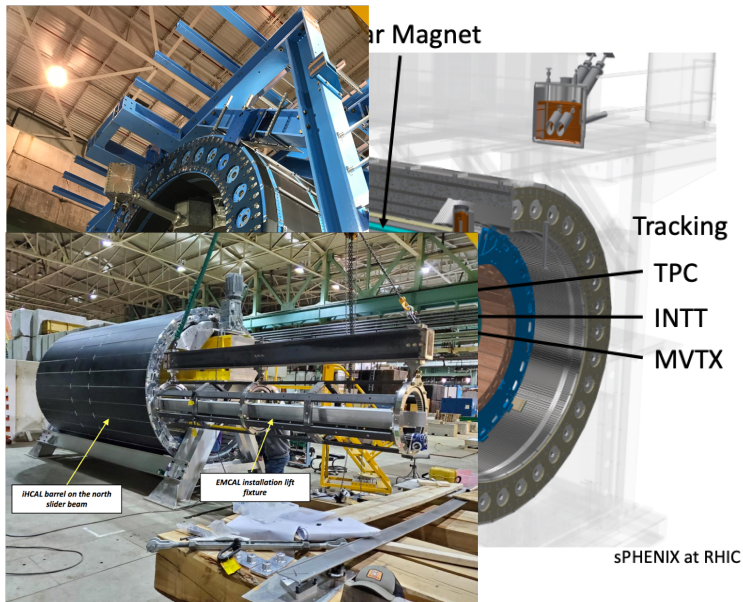 ar Magnet
Tracking
TPC
INTT
MVTX
iHCAL barrel on the north
slider beam
EMCAL installation lift
fixture
sPHENIX at RHIC